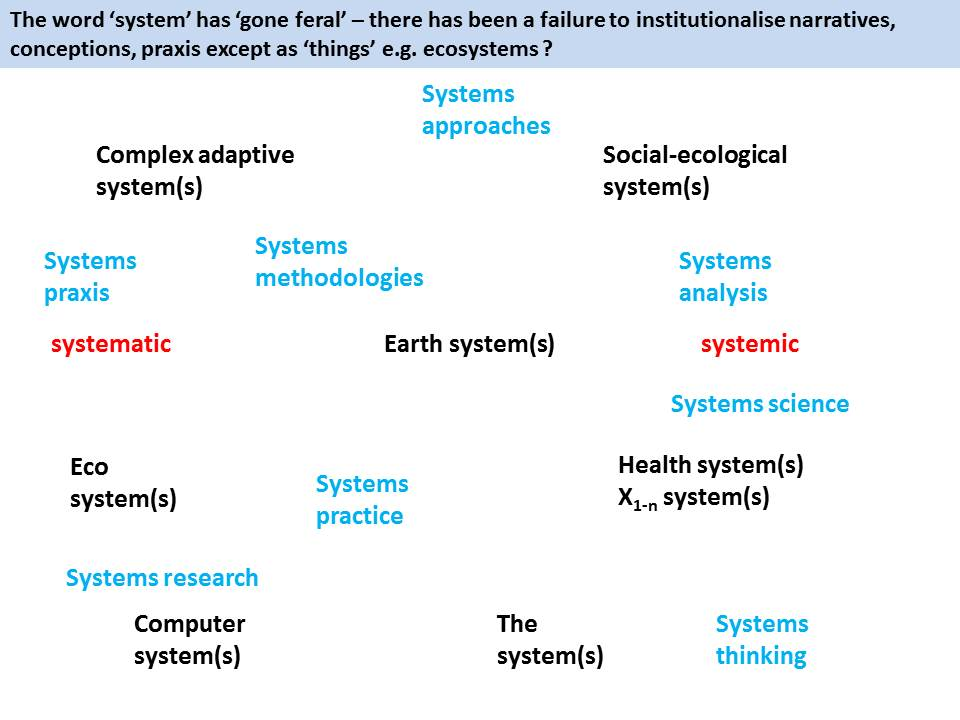 The word ‘system’ has ‘gone feral’ – there has been a failure to institutionalise narratives,
conceptions, praxis except as ‘things’ e.g. ecosystems ?
Systems
approaches
Complex adaptive
system(s)
Social-ecological
system(s)
Systems
praxis
Systems
methodologies
Systems
analysis
systematic
Earth system(s)
systemic
Systems science
Eco
system(s)
Systems
practice
Health system(s)
X1-n system(s)
Systems research
Computer
system(s)
The
system(s)
Systems
thinking